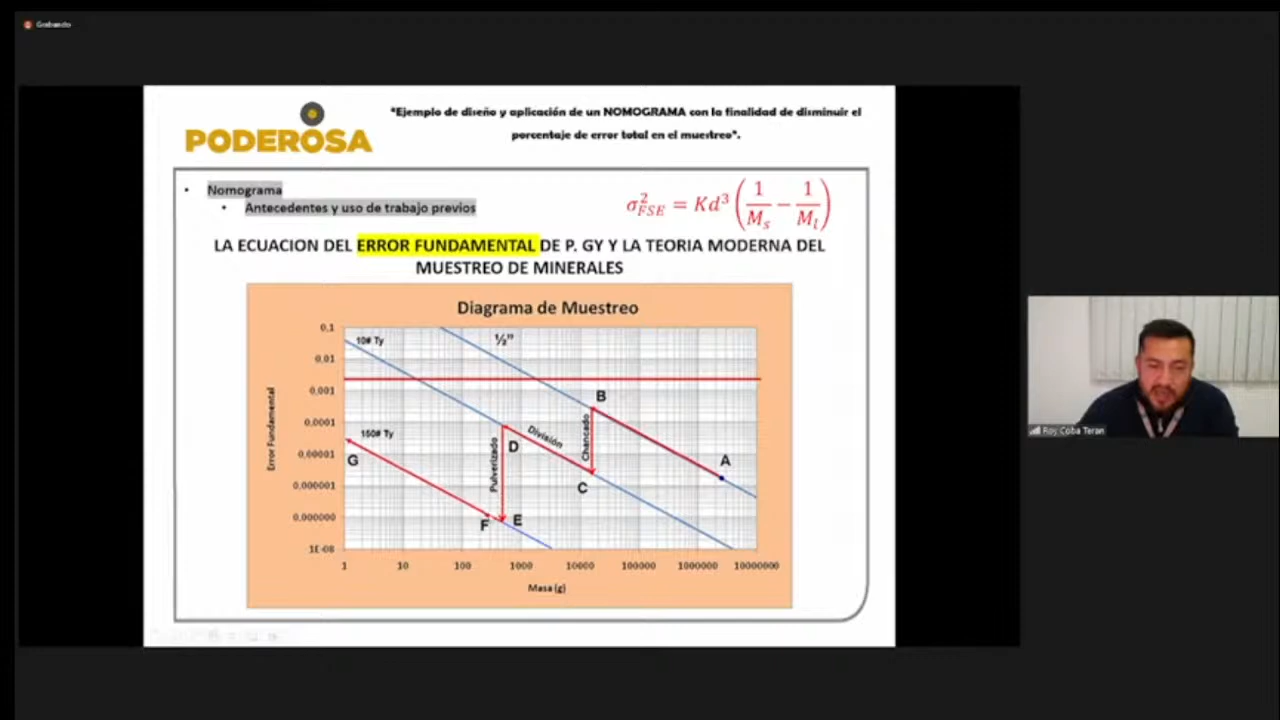 Grabando
PODEROSA
"Ejemplo de diseño y aplicación de un NOMOGRAMA con la finalidad de disminuir el
porcentaje de error total en el muestreo".
• Nomograma
• Antecedentes y uso de trabajo previos
σ²_FSE = Kd³ (1/M_s − 1/M_l)
LA ECUACION DEL ERROR FUNDAMENTAL DE P. GY Y LA TEORIA MODERNA DEL
MUESTREO DE MINERALES
Diagrama de Muestreo
0,1
0,01
0,001
0,0001
0,00001
0,000001
0,000000
1E-08
Error Fundamental
10# Ty
½"
150# Ty
A
B
C
D
E
F
G
División
Chancado
Pulverizado
1 10 100 1000 10000 100000 1000000 10000000
Masa (g)
Roy Coba Teran